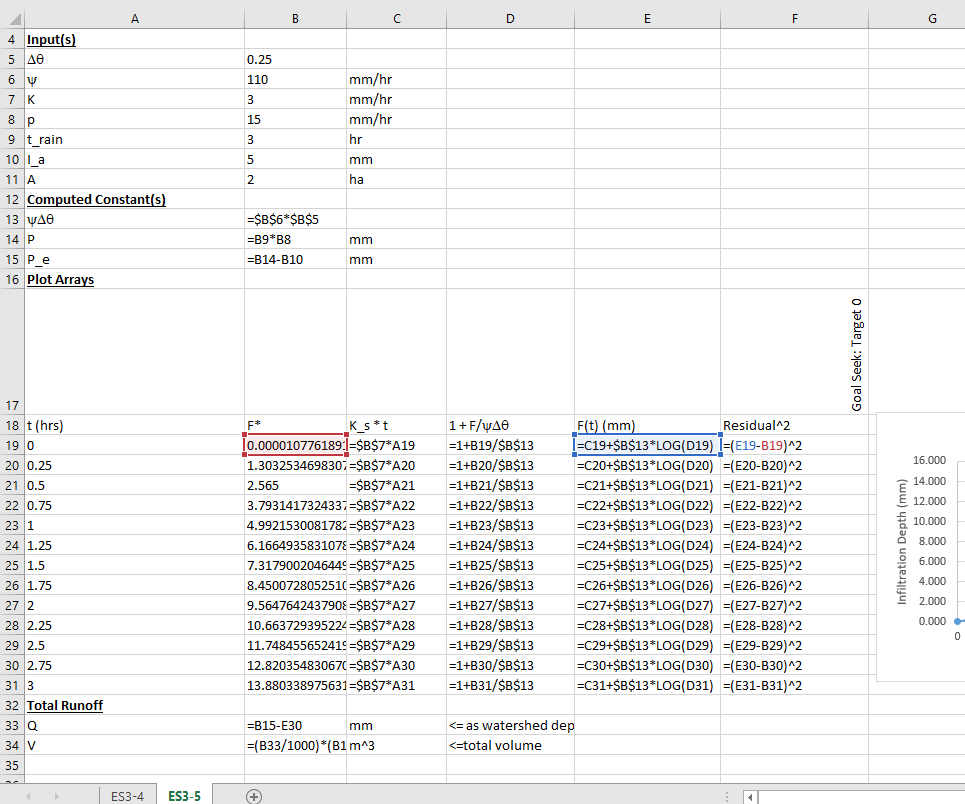 A B C D E F G
4 Input(s)
5 Δθ 0.25
6 ψ 110 mm/hr
7 K 3 mm/hr
8 p 15 mm/hr
9 t_rain 3 hr
10 I_a 5 mm
11 A 2 ha
12 Computed Constant(s)
13 ψΔθ =$B$6*$B$5
14 P =B9*B8 mm
15 P_e =B14-B10 mm
16 Plot Arrays
17 Goal Seek: Target 0
18 t (hrs) F* K_s * t 1 + F/ψΔθ F(t) (mm) Residual^2
19 0 0.0000107761891 =$B$7*A19 =1+B19/$B$13 =C19+$B$13*LOG(D19) =(E19-B19)^2
20 0.25 1.3032534698307 =$B$7*A20 =1+B20/$B$13 =C20+$B$13*LOG(D20) =(E20-B20)^2
21 0.5 2.565 =$B$7*A21 =1+B21/$B$13 =C21+$B$13*LOG(D21) =(E21-B21)^2
22 0.75 3.7931417324337 =$B$7*A22 =1+B22/$B$13 =C22+$B$13*LOG(D22) =(E22-B22)^2
23 1 4.9921530081782 =$B$7*A23 =1+B23/$B$13 =C23+$B$13*LOG(D23) =(E23-B23)^2
24 1.25 6.1664935831078 =$B$7*A24 =1+B24/$B$13 =C24+$B$13*LOG(D24) =(E24-B24)^2
25 1.5 7.3179002046449 =$B$7*A25 =1+B25/$B$13 =C25+$B$13*LOG(D25) =(E25-B25)^2
26 1.75 8.4500728052510 =$B$7*A26 =1+B26/$B$13 =C26+$B$13*LOG(D26) =(E26-B26)^2
27 2 9.5647642437908 =$B$7*A27 =1+B27/$B$13 =C27+$B$13*LOG(D27) =(E27-B27)^2
28 2.25 10.663729395224 =$B$7*A28 =1+B28/$B$13 =C28+$B$13*LOG(D28) =(E28-B28)^2
29 2.5 11.748455652419 =$B$7*A29 =1+B29/$B$13 =C29+$B$13*LOG(D29) =(E29-B29)^2
30 2.75 12.820354830670 =$B$7*A30 =1+B30/$B$13 =C30+$B$13*LOG(D30) =(E30-B30)^2
31 3 13.880338975631 =$B$7*A31 =1+B31/$B$13 =C31+$B$13*LOG(D31) =(E31-B31)^2
32 Total Runoff
33 Q =B15-E30 mm <= as watershed dep
34 V =(B33/1000)*(B1 m^3 <=total volume
35
Infiltration Depth (mm)
16.000
14.000
12.000
10.000
8.000
6.000
4.000
2.000
0.000
0
ES3-4 ES3-5